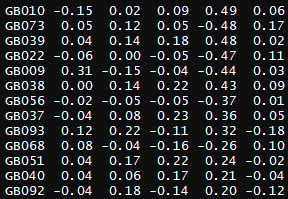 GB010 -0.15 0.02 0.09 0.49 0.06
GB073 0.05 0.12 0.05 -0.48 0.17
GB039 0.04 0.14 0.18 0.48 0.02
GB022 -0.06 0.00 -0.05 -0.47 0.11
GB009 0.31 -0.15 -0.04 -0.44 0.03
GB038 0.00 0.14 0.22 0.43 0.09
GB056 -0.02 -0.05 -0.05 -0.37 0.01
GB037 -0.04 0.08 0.23 0.36 0.05
GB093 0.12 0.22 -0.11 0.32 -0.18
GB068 0.08 -0.04 -0.16 -0.26 0.10
GB051 0.04 0.17 0.22 0.24 -0.02
GB040 0.04 0.06 0.17 0.21 -0.04
GB092 -0.04 0.18 -0.14 0.20 -0.12